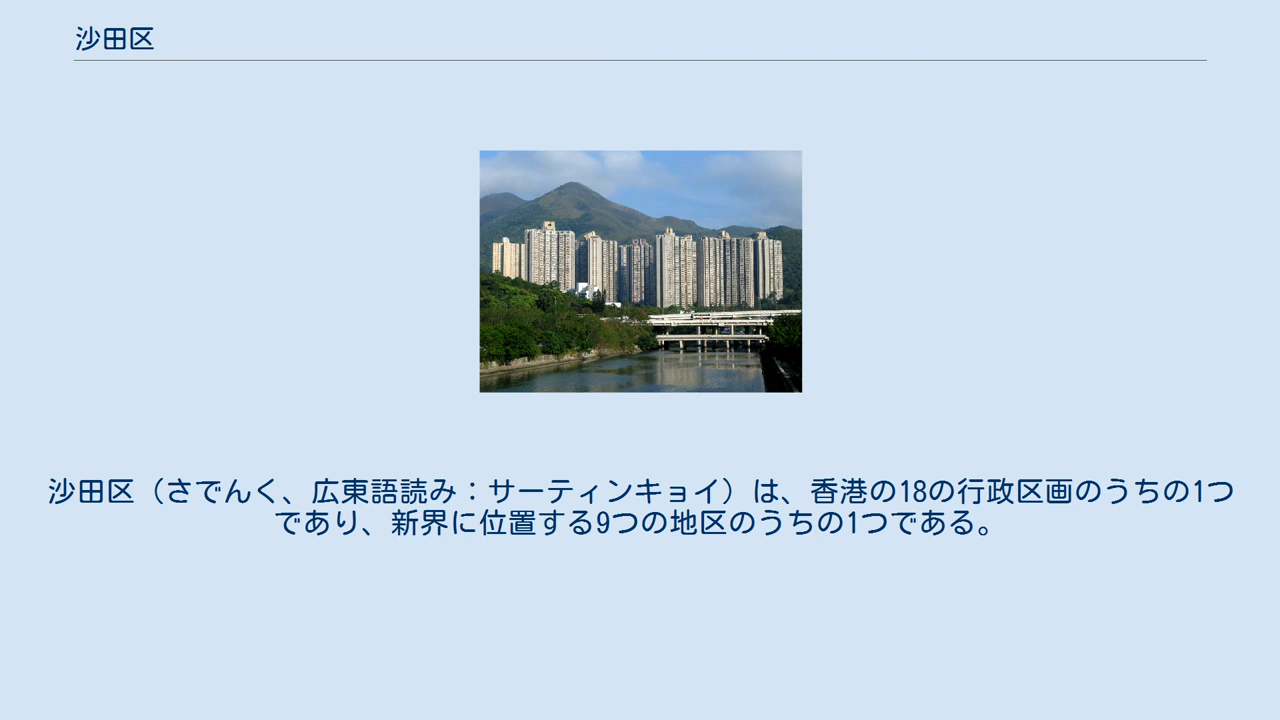 沙田区
沙田区（さでんく、広東語読み：サーティンキョイ）は、香港の18の行政区画のうちの1つ
であり、新界に位置する9つの地区のうちの1つである。